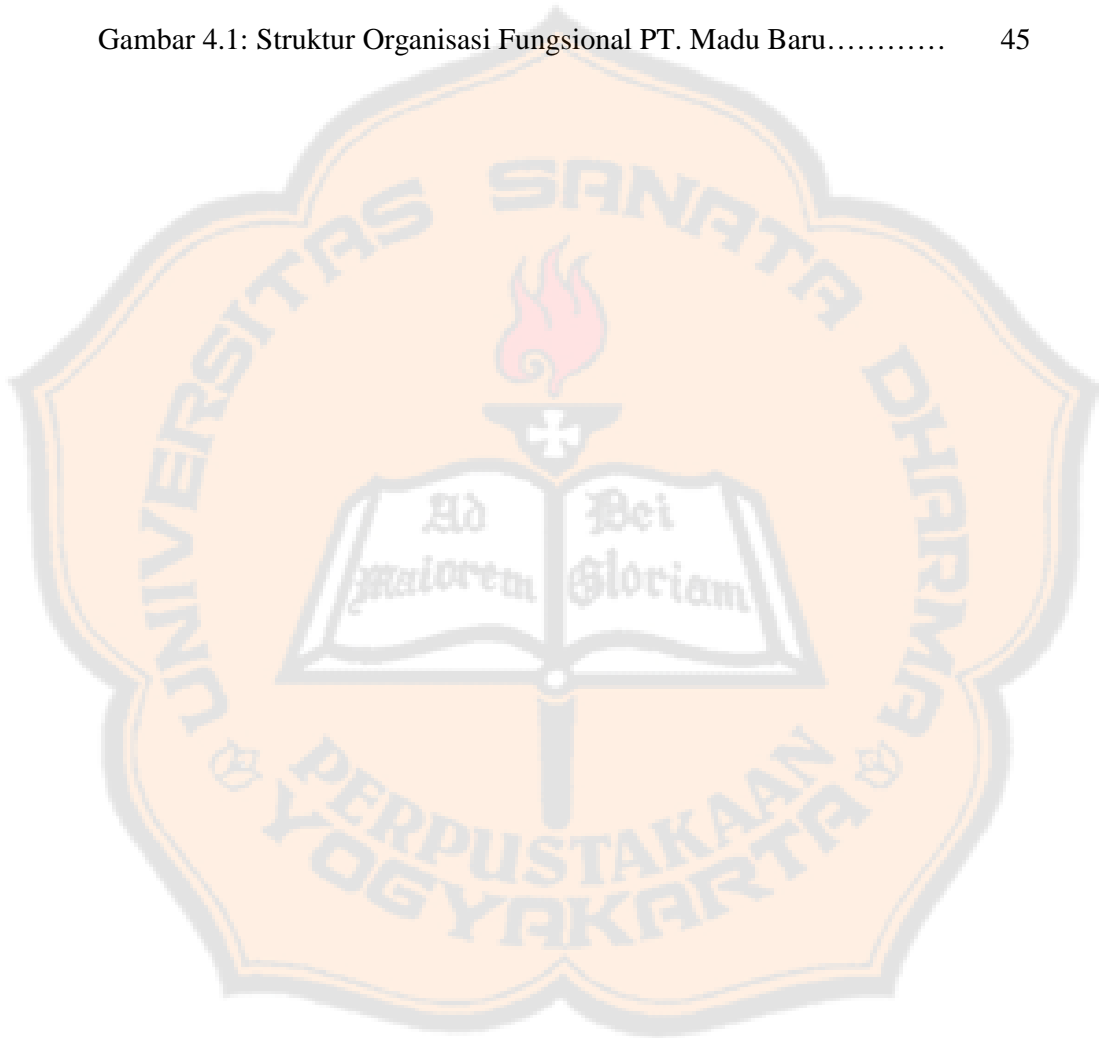 Gambar 4.1: Struktur Organisasi Fungsional PT. Madu Baru………… 45
UNIVERSITAS SANATA DHARMA
Ad
Maiorem
Dei
Gloriam
PERPUSTAKAAN
YOGYAKARTA